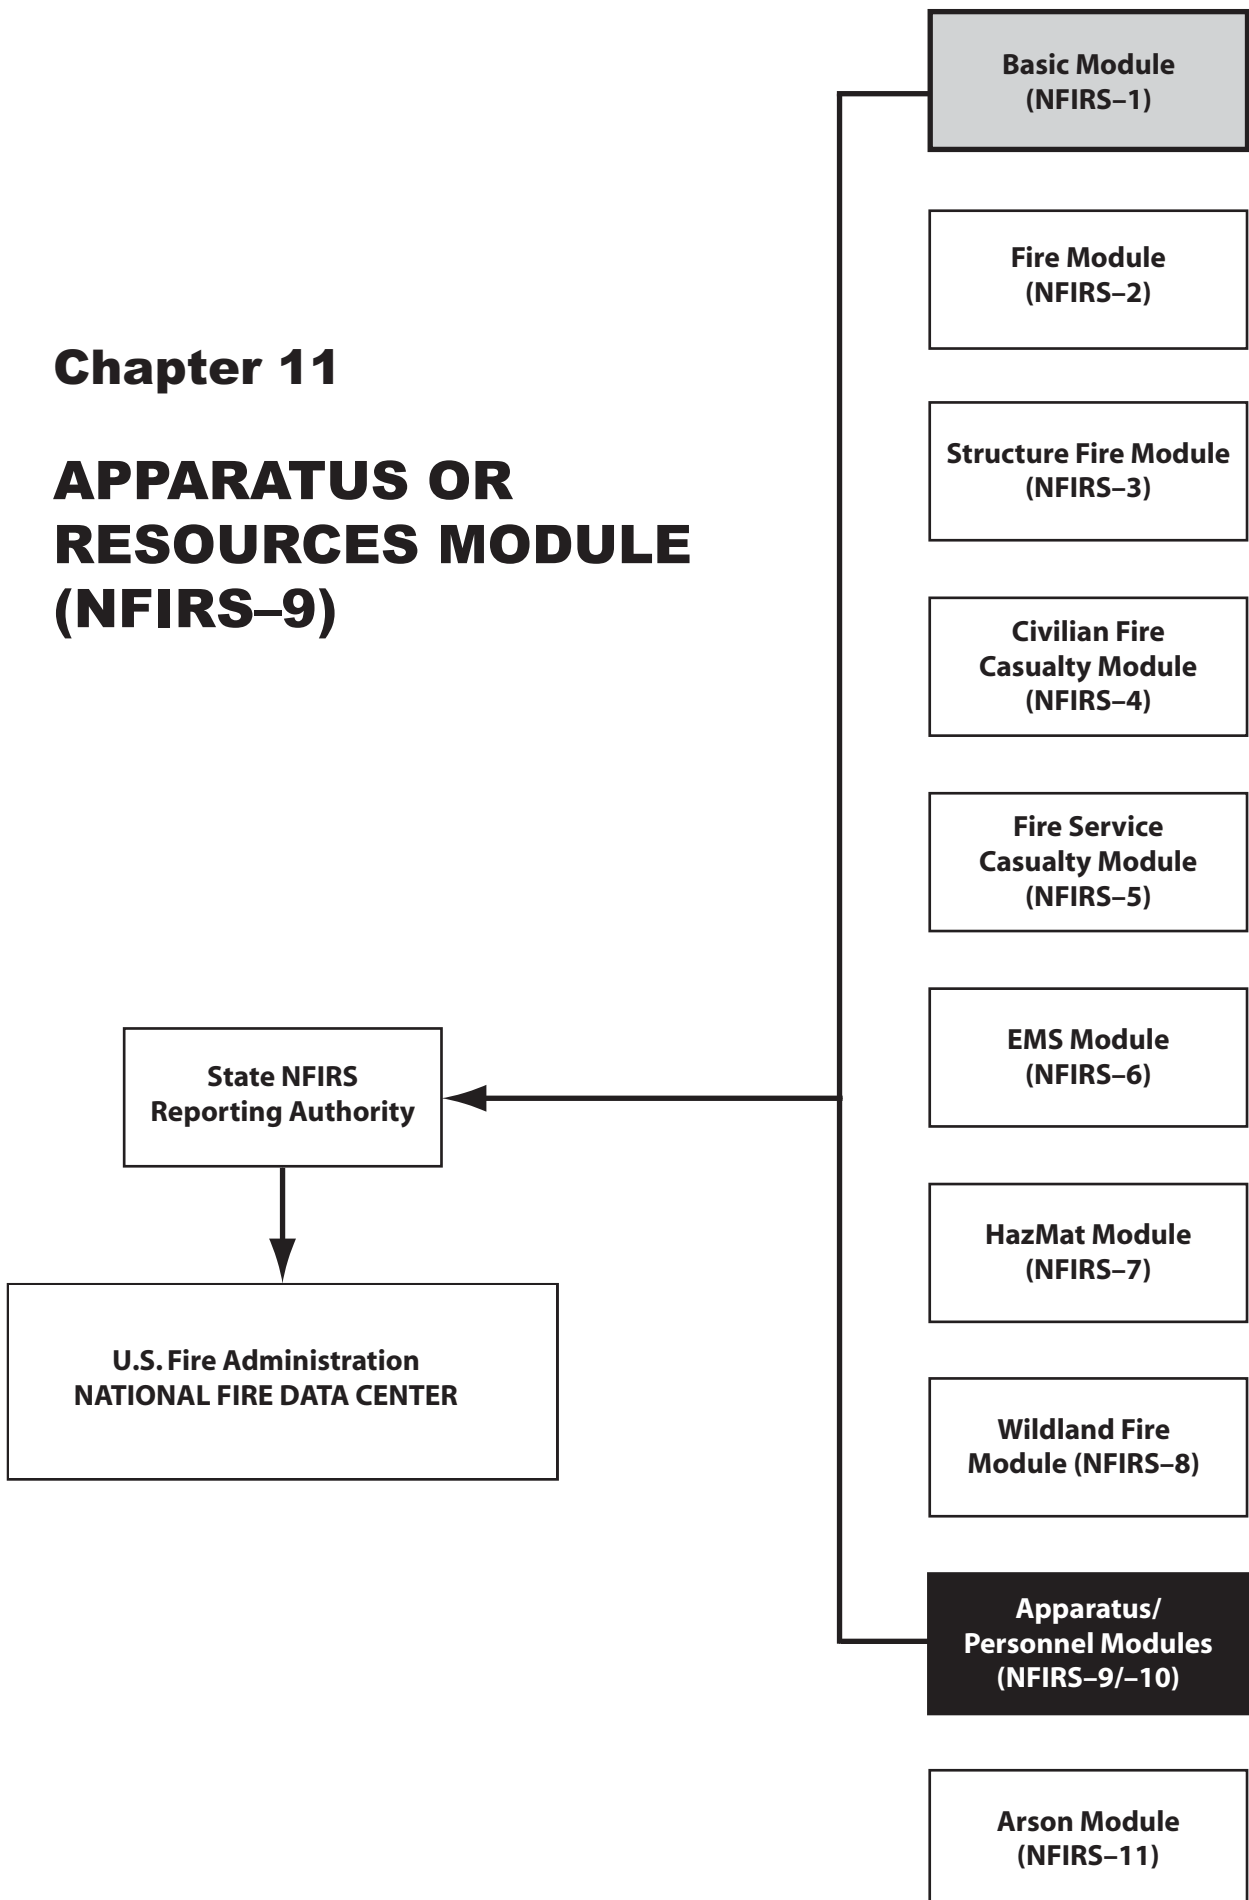 Chapter 11
APPARATUS OR
RESOURCES MODULE
(NFIRS–9)
Basic Module
(NFIRS–1)
Fire Module
(NFIRS–2)
Structure Fire Module
(NFIRS–3)
Civilian Fire
Casualty Module
(NFIRS–4)
Fire Service
Casualty Module
(NFIRS–5)
EMS Module
(NFIRS–6)
HazMat Module
(NFIRS–7)
Wildland Fire
Module (NFIRS–8)
Apparatus/
Personnel Modules
(NFIRS–9/–10)
Arson Module
(NFIRS–11)
State NFIRS
Reporting Authority
U.S. Fire Administration
NATIONAL FIRE DATA CENTER